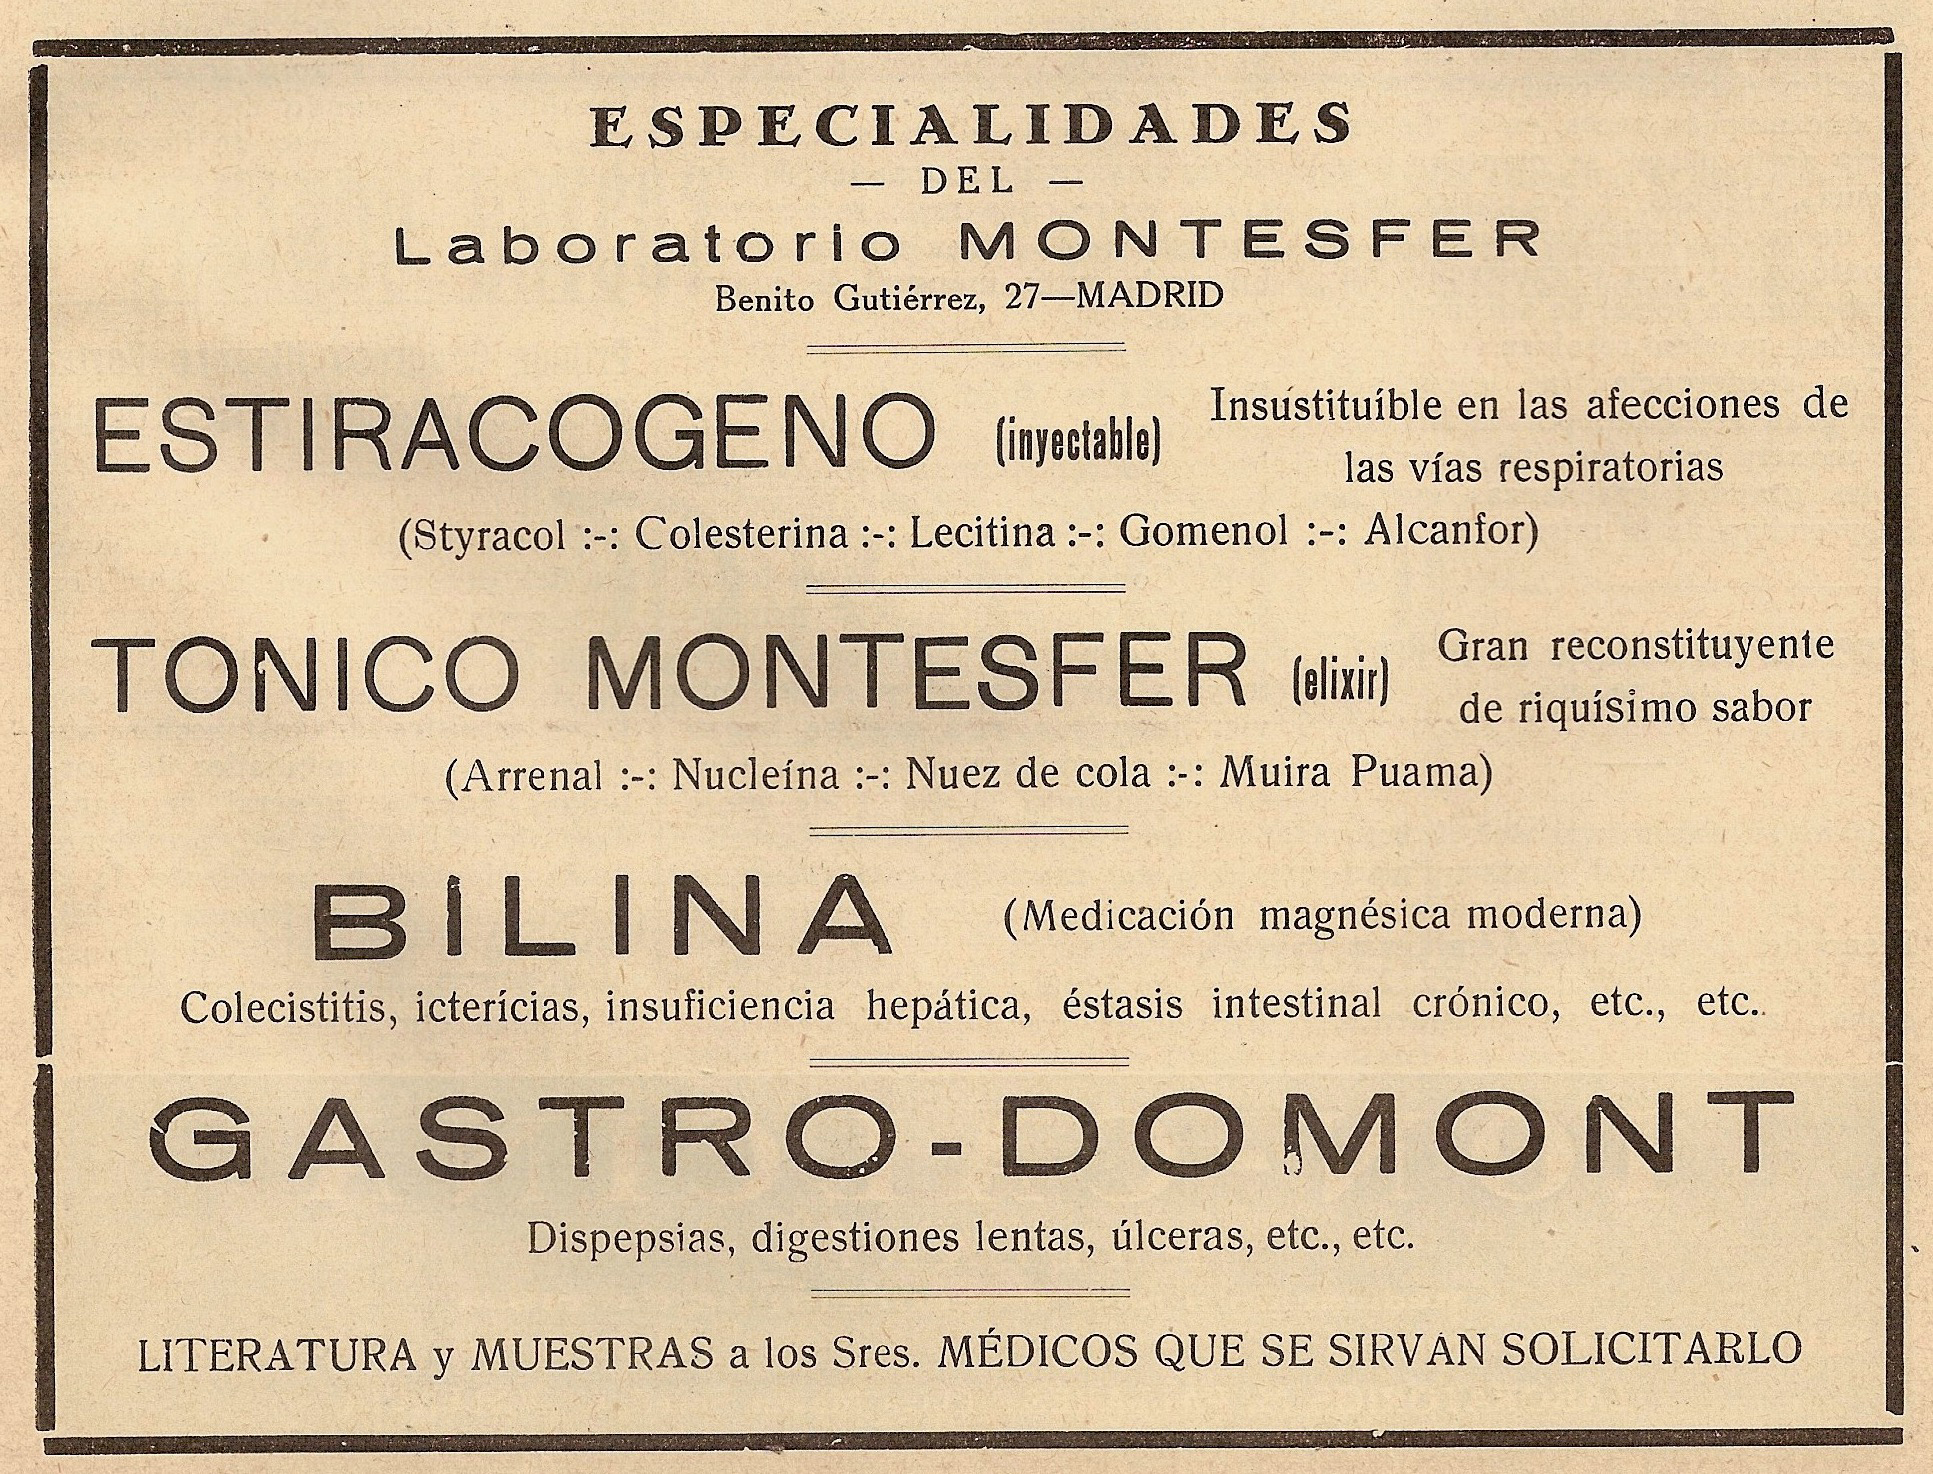 ESPECIALIDADES
— DEL —
Laboratorio MONTESFER
Benito Gutiérrez, 27—MADRID
ESTIRACOGENO (inyectable) Insustituíble en las afecciones de
las vías respiratorias
(Styracol :-: Colesterina :-: Lecitina :-: Gomenol :-: Alcanfor)
TONICO MONTESFER (elixir) Gran reconstituyente
de riquísimo sabor
(Arrenal :-: Nucleína :-: Nuez de cola :-: Muira Puama)
BILINA (Medicación magnésica moderna)
Colecistitis, icterícias, insuficiencia hepática, éstasis intestinal crónico, etc., etc.
GASTRO-DOMONT
Dispepsias, digestiones lentas, úlceras, etc., etc.
LITERATURA y MUESTRAS a los Sres. MÉDICOS QUE SE SIRVAN SOLICITARLO